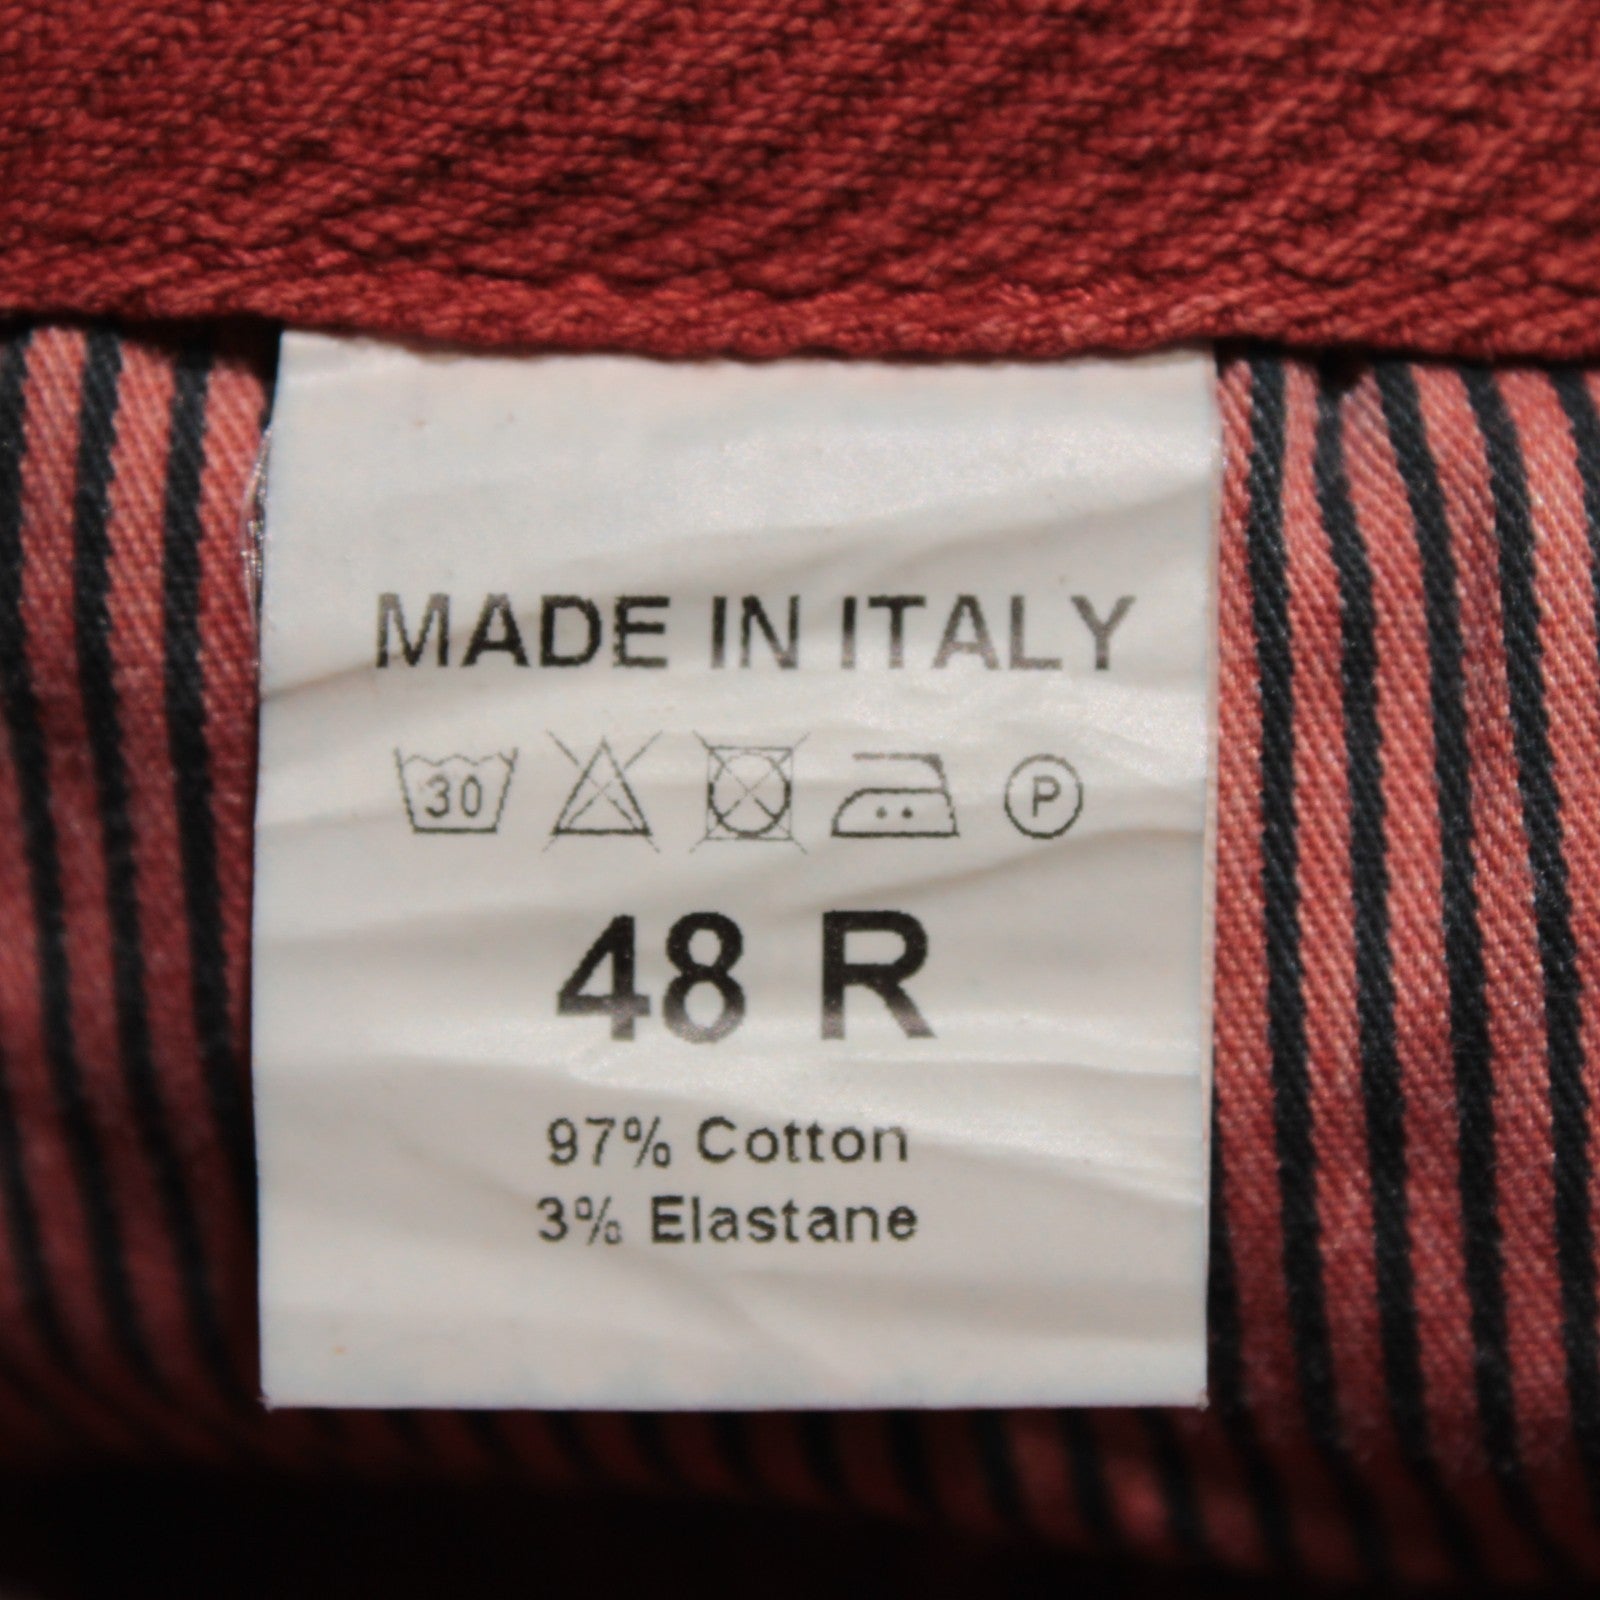 MADE IN ITALY
30 P
48 R
97% Cotton
3% Elastane